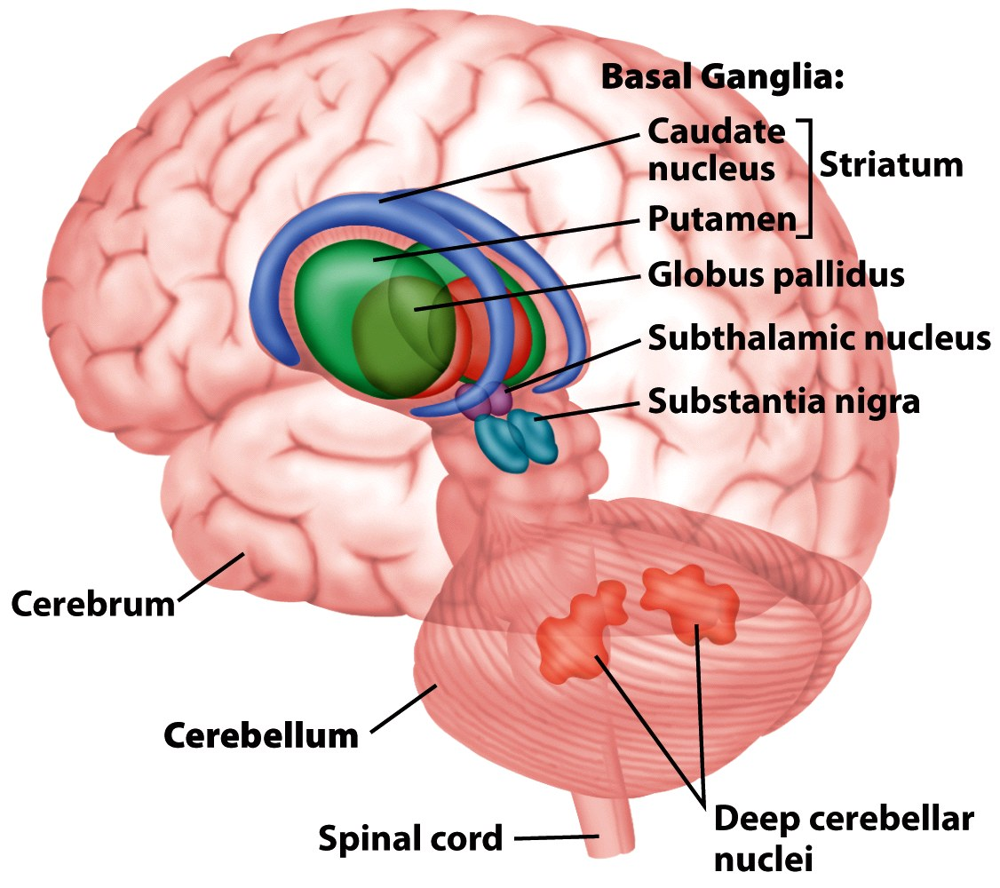 Basal Ganglia:
Caudate
nucleus
Striatum
Putamen
Globus pallidus
Subthalamic nucleus
Substantia nigra
Cerebrum
Cerebellum
Spinal cord
Deep cerebellar
nuclei